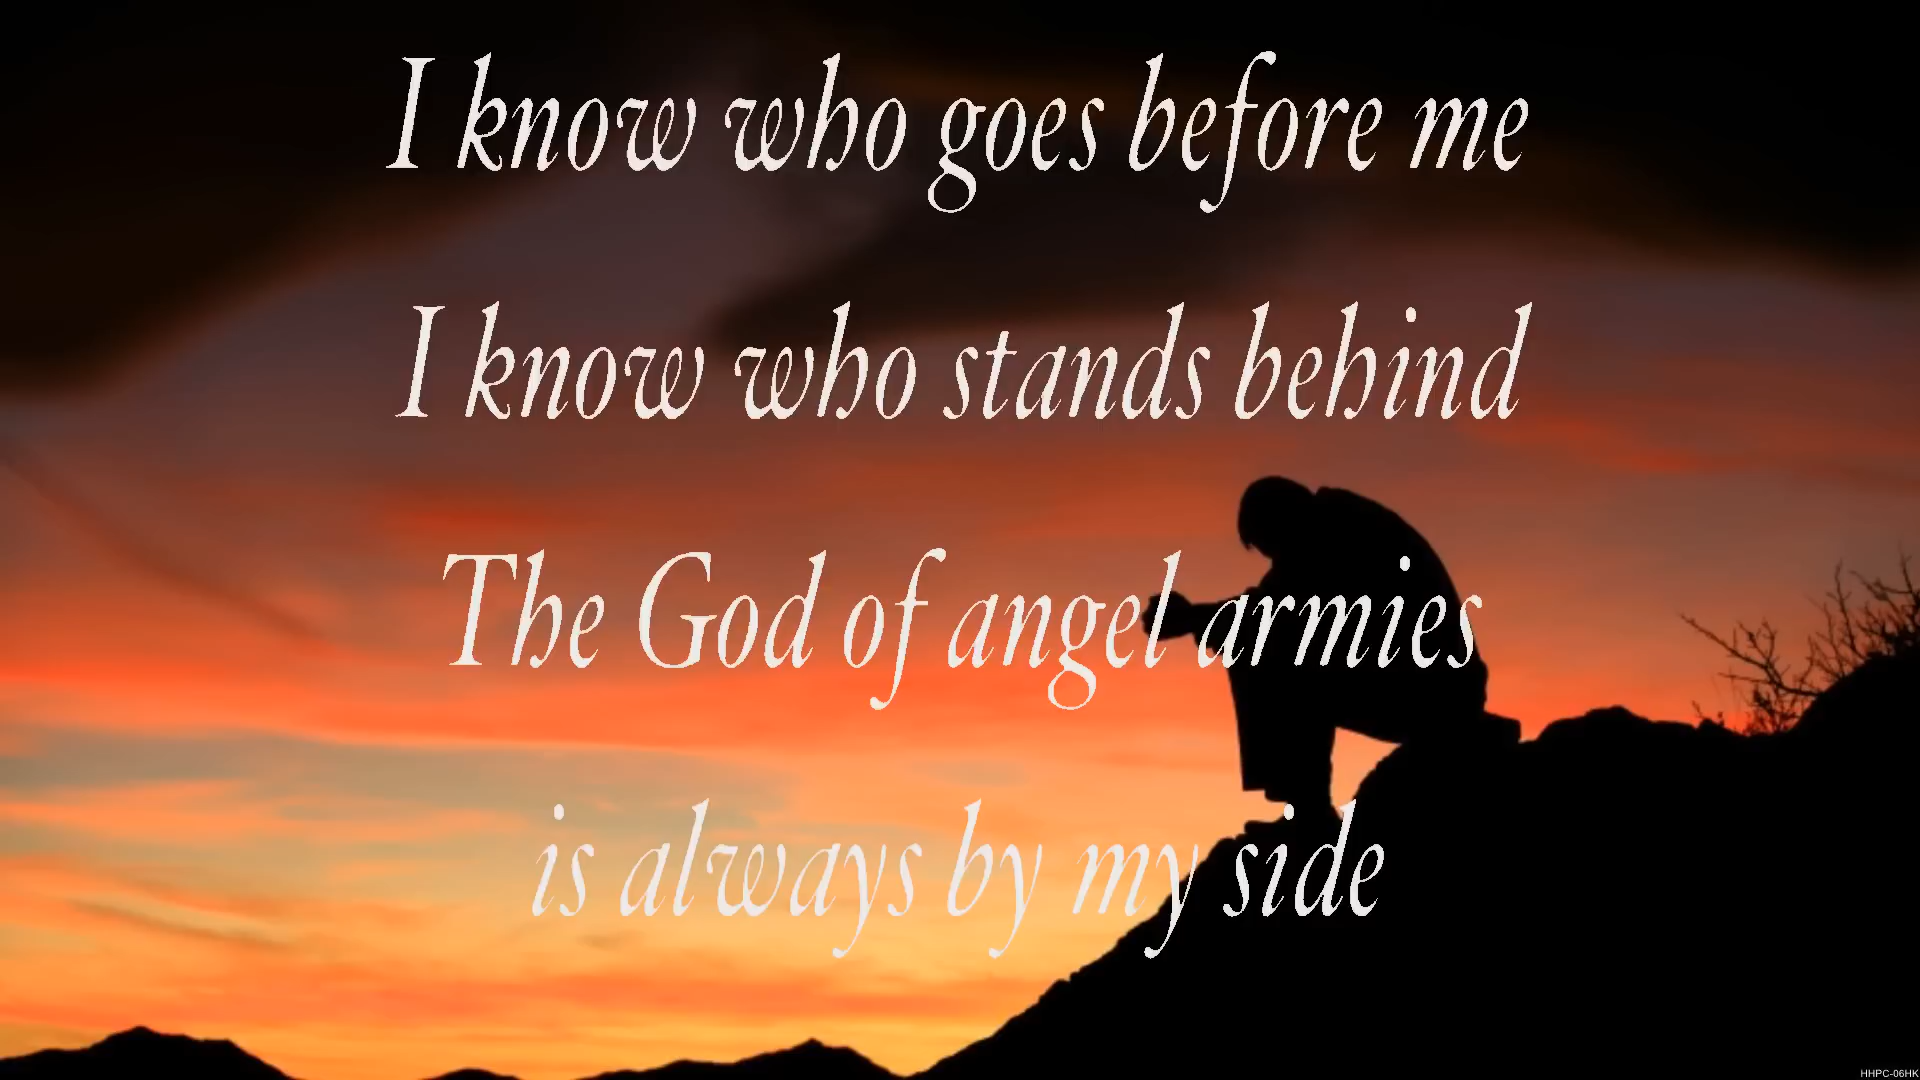 I know who goes before me
I know who stands behind
The God of angel armies
is always by my side
HHPC-06HK